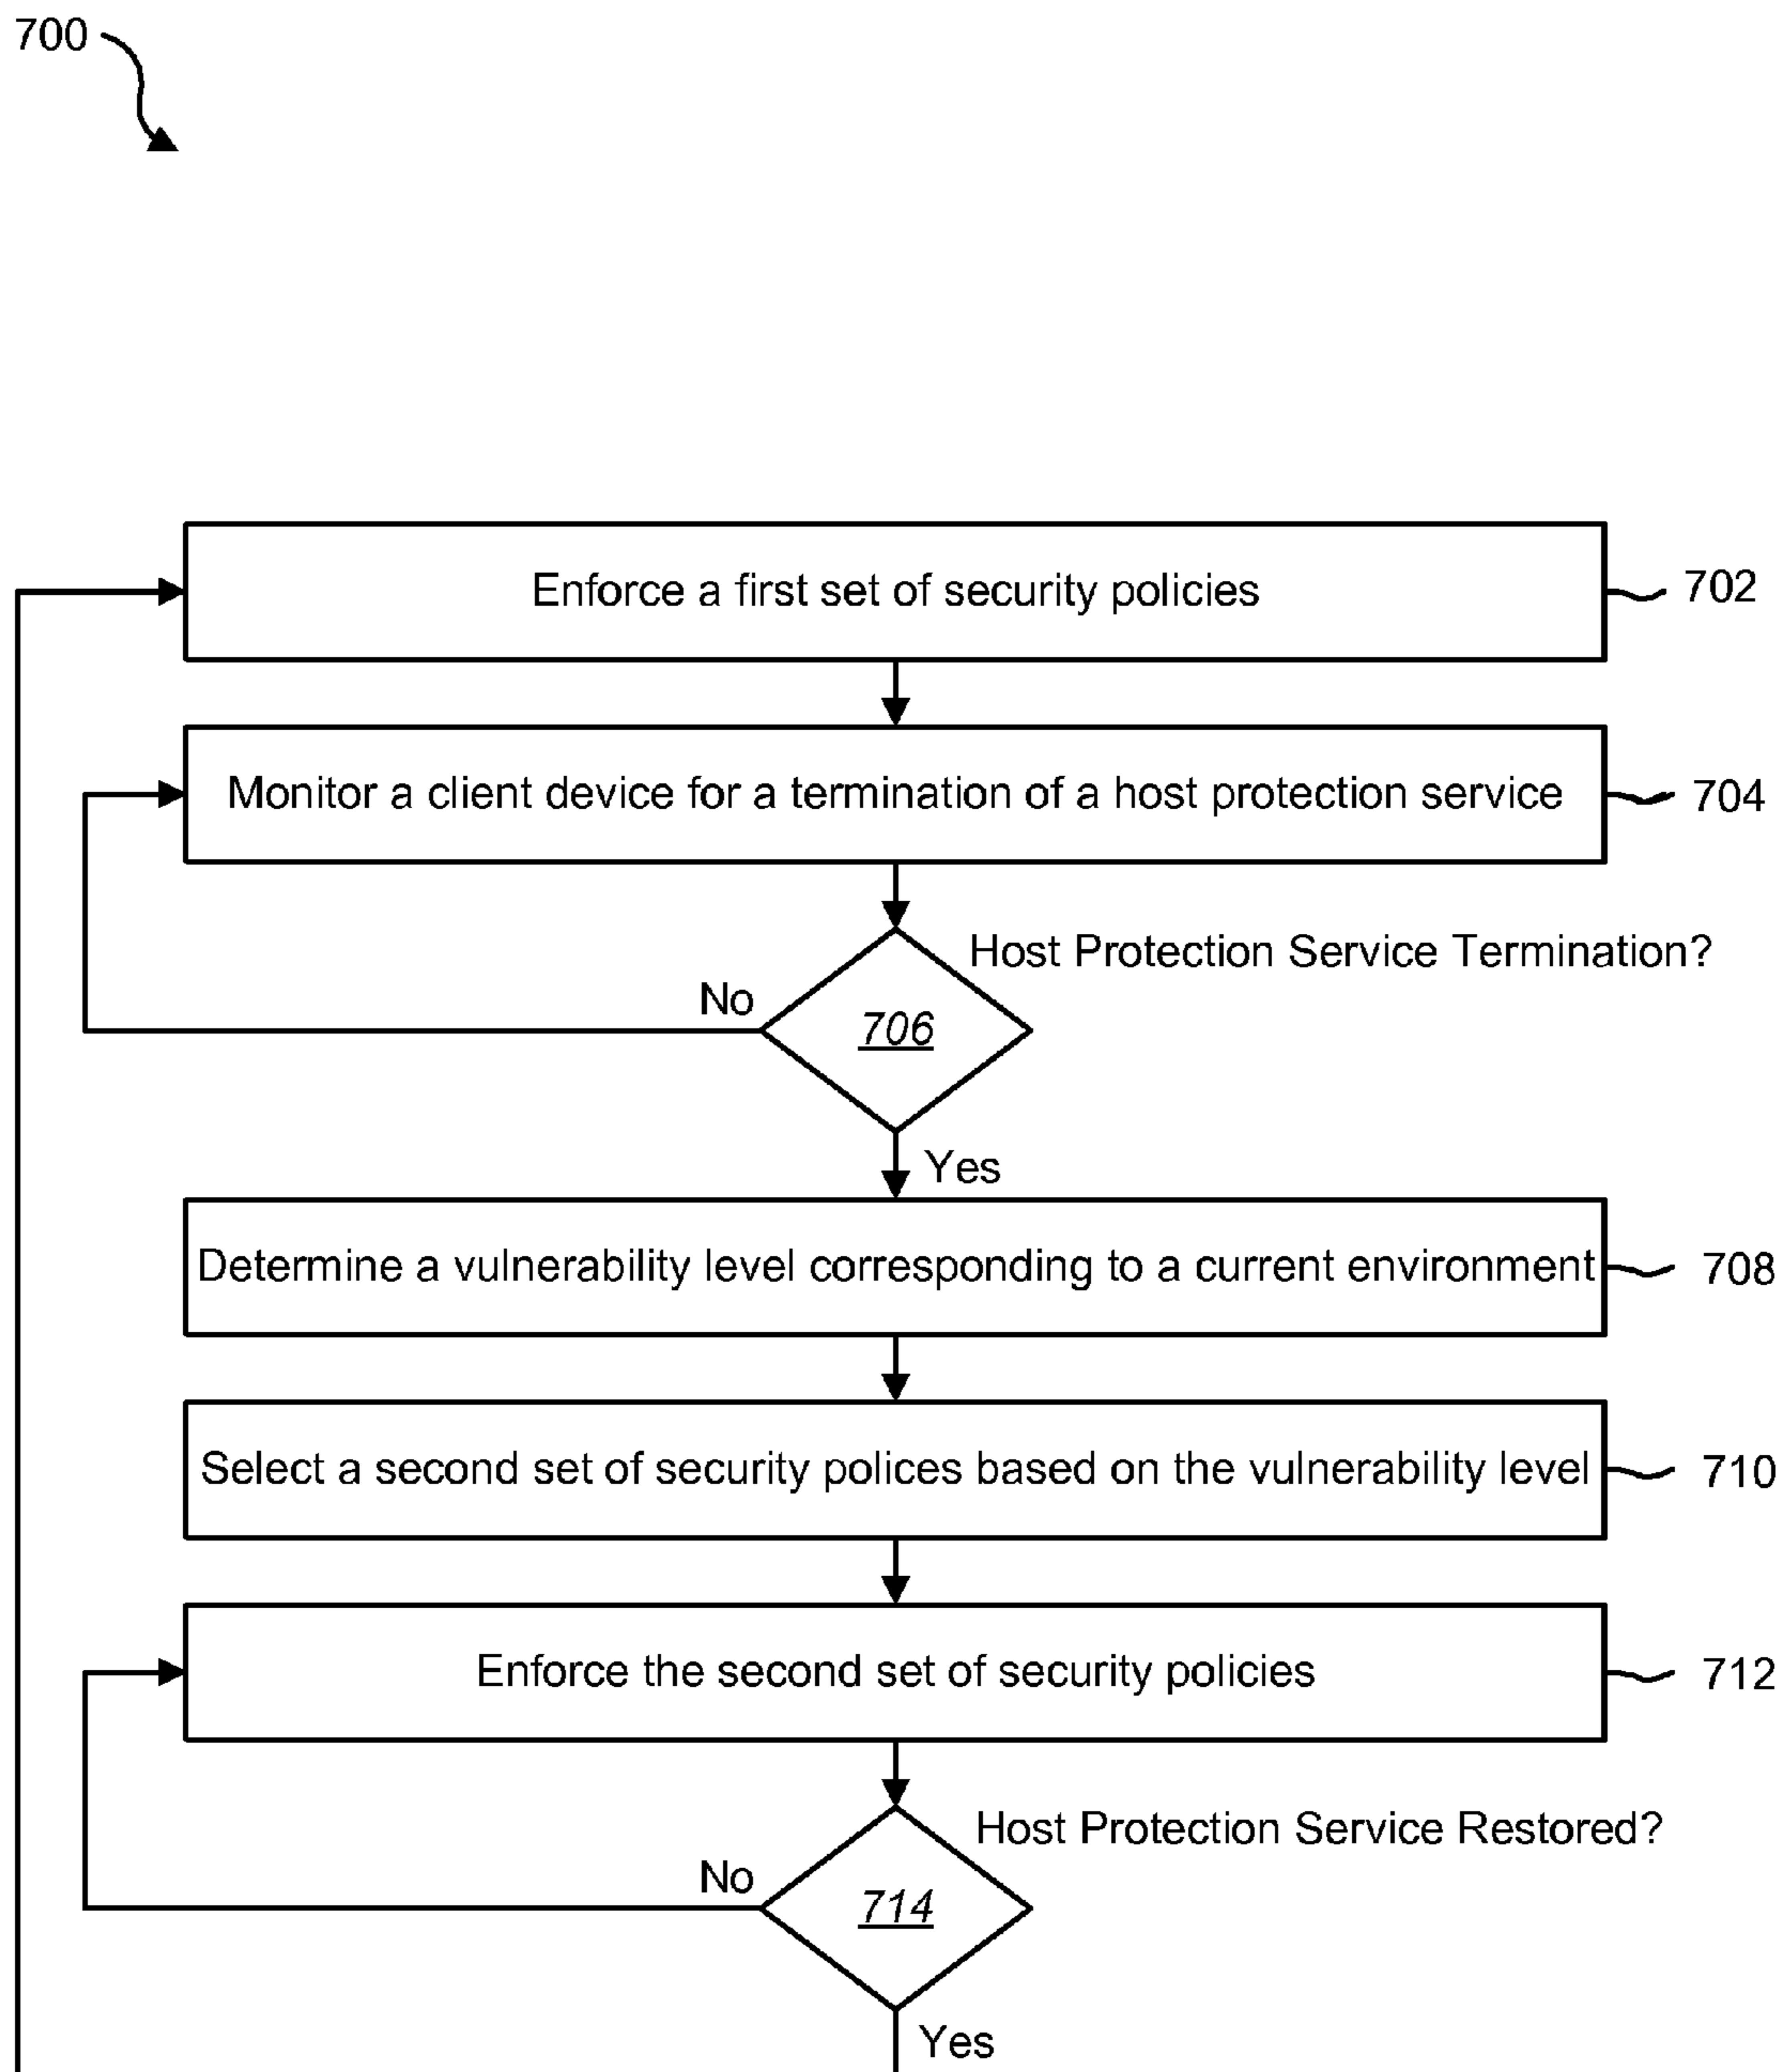 700
Enforce a first set of security policies
702
Monitor a client device for a termination of a host protection service
704
Host Protection Service Termination?
No
706
Yes
Determine a vulnerability level corresponding to a current environment
708
Select a second set of security polices based on the vulnerability level
710
Enforce the second set of security policies
712
Host Protection Service Restored?
No
714
Yes